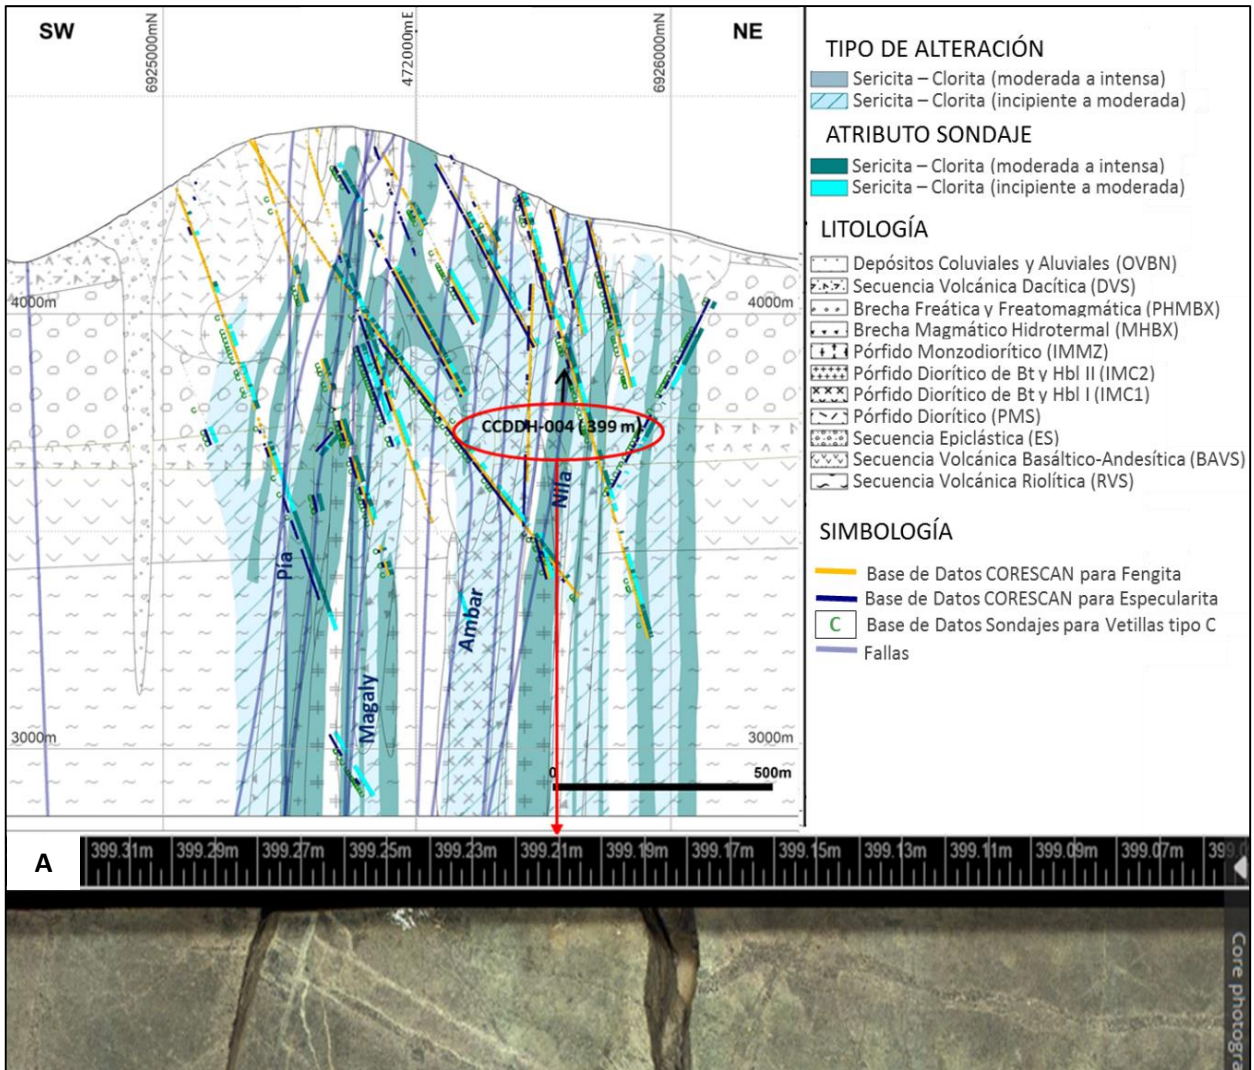 SW
6925000mN
472000mE
6926000mN
NE
4000m
4000m
CCDDH-004 ( 399 m)
Nila
Pía
Ambar
Magaly
3000m
3000m
0
500m
TIPO DE ALTERACIÓN
Sericita – Clorita (moderada a intensa)
Sericita – Clorita (incipiente a moderada)
ATRIBUTO SONDAJE
Sericita – Clorita (moderada a intensa)
Sericita – Clorita (incipiente a moderada)
LITOLOGÍA
Depósitos Coluviales y Aluviales (OVBN)
Secuencia Volcánica Dacítica (DVS)
Brecha Freática y Freatomagmática (PHMBX)
Brecha Magmático Hidrotermal (MHBX)
Pórfido Monzodiorítico (IMMZ)
Pórfido Diorítico de Bt y Hbl II (IMC2)
Pórfido Diorítico de Bt y Hbl I (IMC1)
Pórfido Diorítico (PMS)
Secuencia Epiclástica (ES)
Secuencia Volcánica Basáltico-Andesítica (BAVS)
Secuencia Volcánica Riolítica (RVS)
SIMBOLOGÍA
Base de Datos CORESCAN para Fengita
Base de Datos CORESCAN para Especularita
C Base de Datos Sondajes para Vetillas tipo C
Fallas
A
399.31m 399.29m 399.27m 399.25m 399.23m 399.21m 399.19m 399.17m 399.15m 399.13m 399.11m 399.09m 399.07m
Core photogra